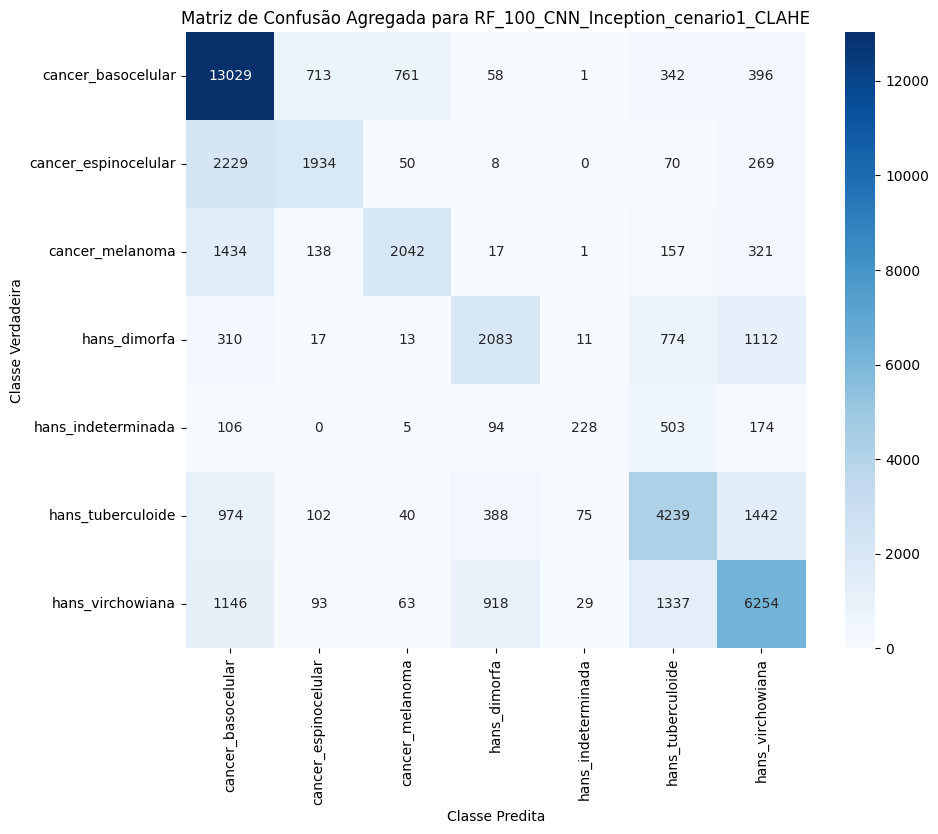 Matriz de Confusão Agregada para RF_100_CNN_Inception_cenario1_CLAHE
Classe Verdadeira
cancer_basocelular 13029 713 761 58 1 342 396
cancer_espinocelular 2229 1934 50 8 0 70 269
cancer_melanoma 1434 138 2042 17 1 157 321
hans_dimorfa 310 17 13 2083 11 774 1112
hans_indeterminada 106 0 5 94 228 503 174
hans_tuberculoide 974 102 40 388 75 4239 1442
hans_virchowiana 1146 93 63 918 29 1337 6254
cancer_basocelular
cancer_espinocelular
cancer_melanoma
hans_dimorfa
hans_indeterminada
hans_tuberculoide
hans_virchowiana
Classe Predita
12000
10000
8000
6000
4000
2000
0